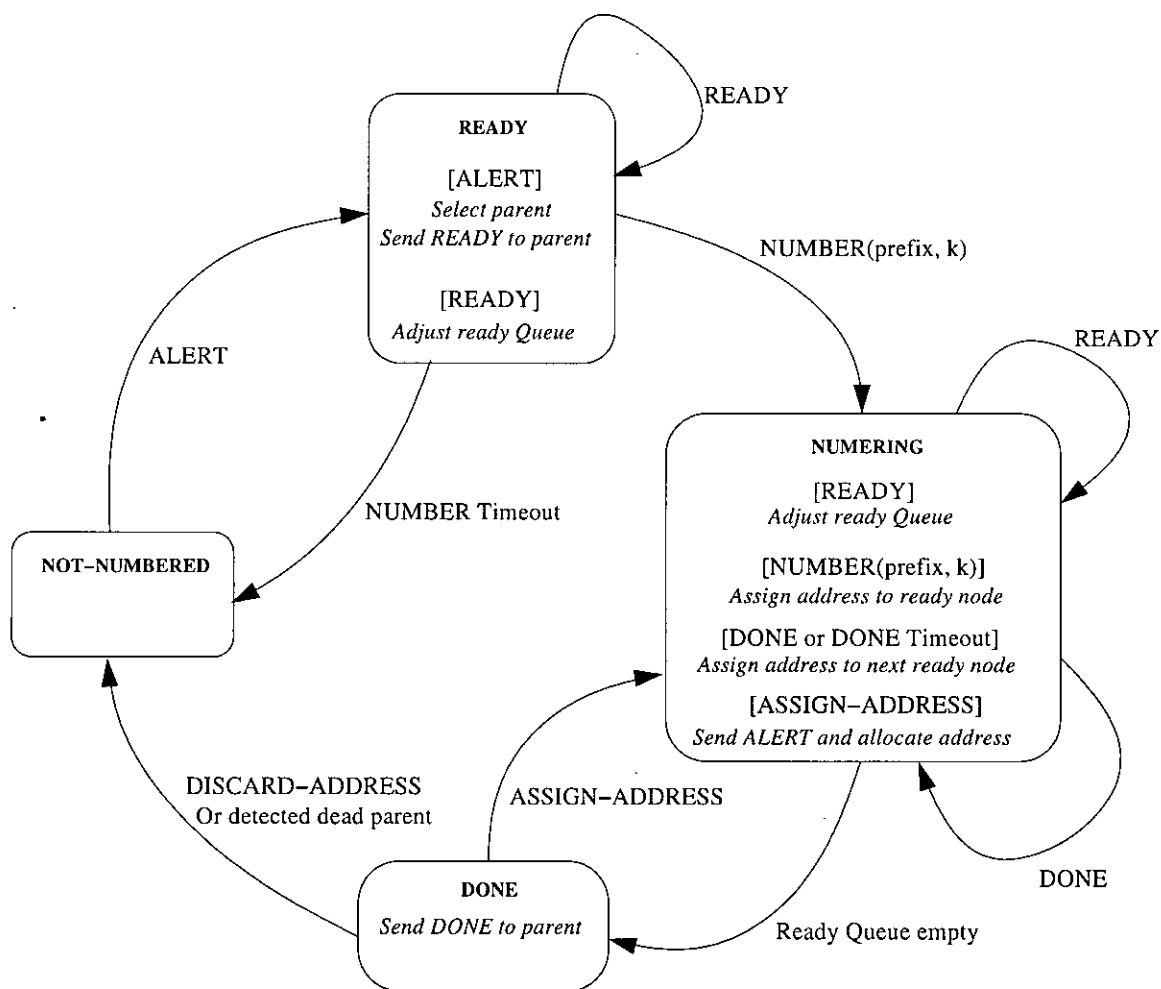 READY
READY
[ALERT]
Select parent
Send READY to parent
[READY]
Adjust ready Queue
NUMBER(prefix, k)
ALERT
READY
NUMBER Timeout
NUMERING
[READY]
Adjust ready Queue
[NUMBER(prefix, k)]
Assign address to ready node
[DONE or DONE Timeout]
Assign address to next ready node
[ASSIGN–ADDRESS]
Send ALERT and allocate address
NOT–NUMBERED
DISCARD–ADDRESS
Or detected dead parent
ASSIGN–ADDRESS
DONE
Send DONE to parent
Ready Queue empty
DONE